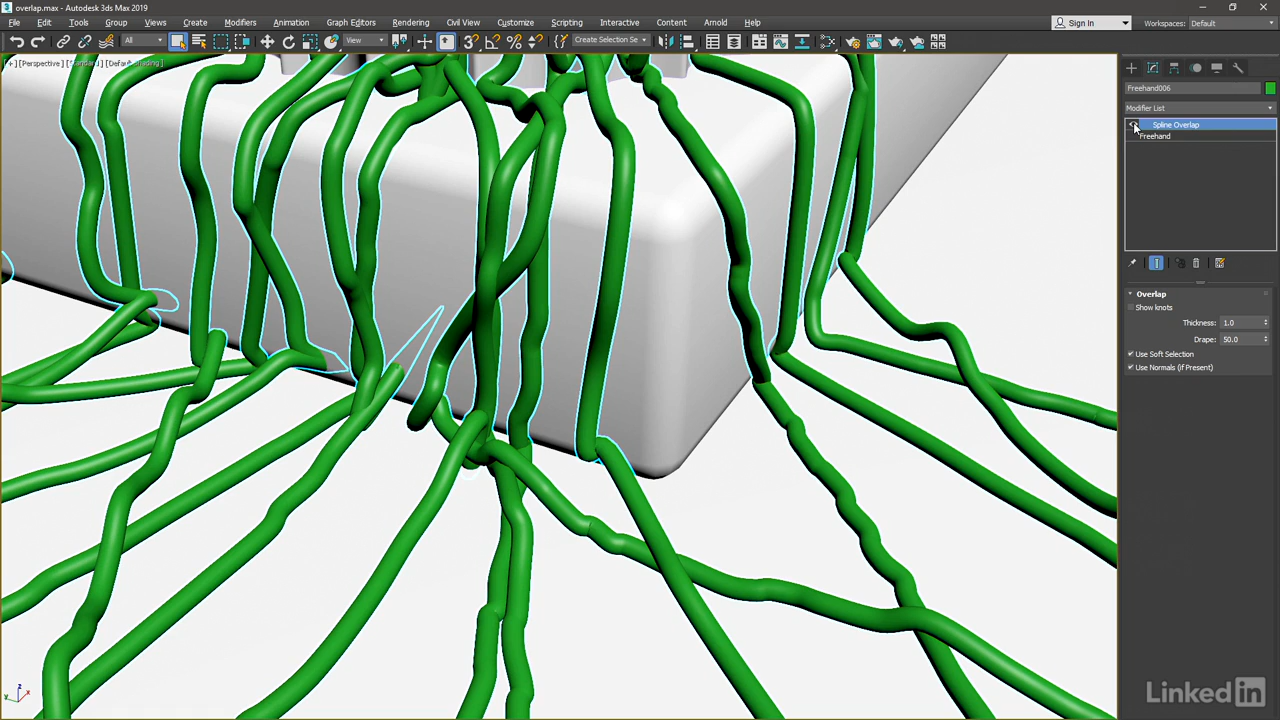 overlap.max - Autodesk 3ds Max 2019
File Edit Tools Group Views Create Modifiers Animation Graph Editors Rendering Civil View Customize Scripting Interactive Content Arnold Help
Sign In Workspaces: Default
All View Create Selection Se
[+] [Perspective] [Standard] [Default Shading]
Freehand006
Modifier List
Spline Overlap
Freehand
Overlap
Show knots
Thickness: 1.0
Drape: 50.0
Use Soft Selection
Use Normals (if Present)
z
x
y
Linked in